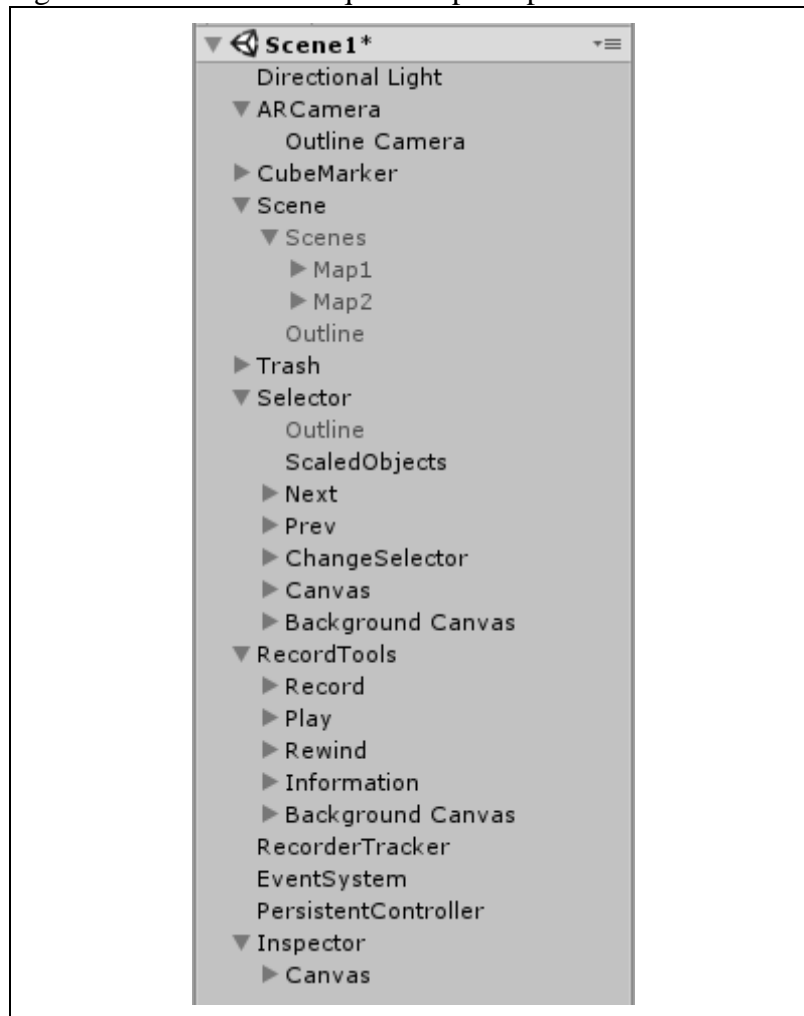 Scene1*
Directional Light
ARCamera
Outline Camera
CubeMarker
Scene
Scenes
Map1
Map2
Outline
Trash
Selector
Outline
ScaledObjects
Next
Prev
ChangeSelector
Canvas
Background Canvas
RecordTools
Record
Play
Rewind
Information
Background Canvas
RecorderTracker
EventSystem
PersistentController
Inspector
Canvas